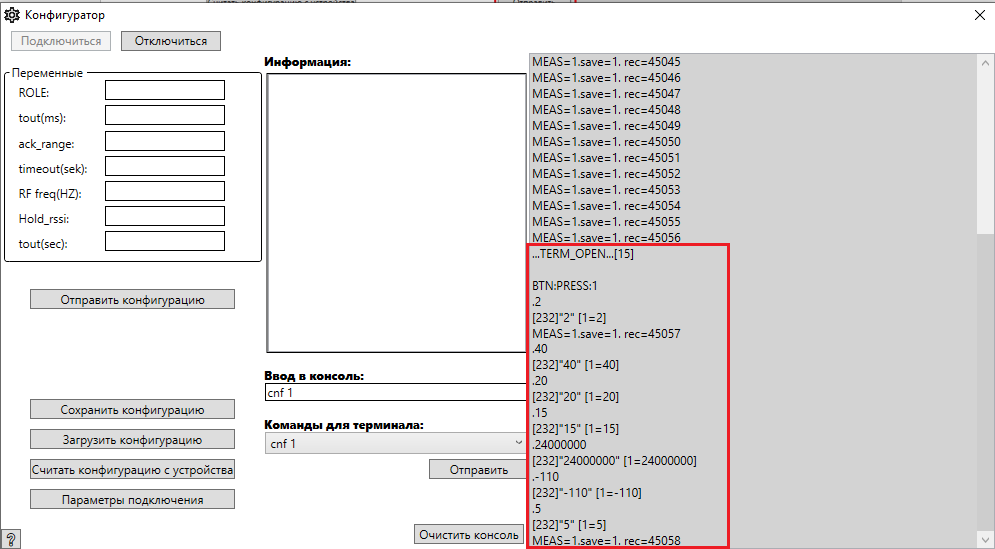 Конфигуратор
Подключиться
Отключиться
Переменные
ROLE:
tout(ms):
ack_range:
timeout(sek):
RF freq(HZ):
Hold_rssi:
tout(sec):
Отправить конфигурацию
Сохранить конфигурацию
Загрузить конфигурацию
Считать конфигурацию с устройства
Параметры подключения
?
Информация:
Ввод в консоль:
cnf 1
Команды для терминала:
cnf 1
Отправить
Очистить консоль
MEAS=1.save=1. rec=45045
MEAS=1.save=1. rec=45046
MEAS=1.save=1. rec=45047
MEAS=1.save=1. rec=45048
MEAS=1.save=1. rec=45049
MEAS=1.save=1. rec=45050
MEAS=1.save=1. rec=45051
MEAS=1.save=1. rec=45052
MEAS=1.save=1. rec=45053
MEAS=1.save=1. rec=45054
MEAS=1.save=1. rec=45055
MEAS=1.save=1. rec=45056
...TERM_OPEN...[15]
BTN:PRESS:1
.2
[232]"2" [1=2]
MEAS=1.save=1. rec=45057
.40
[232]"40" [1=40]
.20
[232]"20" [1=20]
.15
[232]"15" [1=15]
.24000000
[232]"24000000" [1=24000000]
.-110
[232]"-110" [1=-110]
.5
[232]"5" [1=5]
MEAS=1.save=1. rec=45058